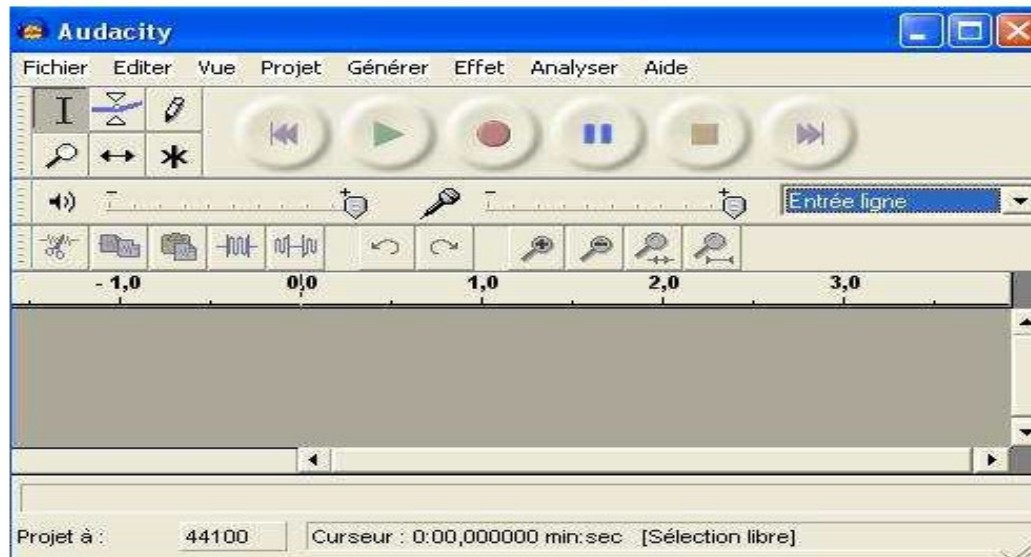 Audacity
Fichier Editer Vue Projet Générer Effet Analyser Aide
Entrée ligne
- 1,0 0,0 1,0 2,0 3,0
Projet à : 44100 Curseur : 0:00,000000 min:sec [Sélection libre]